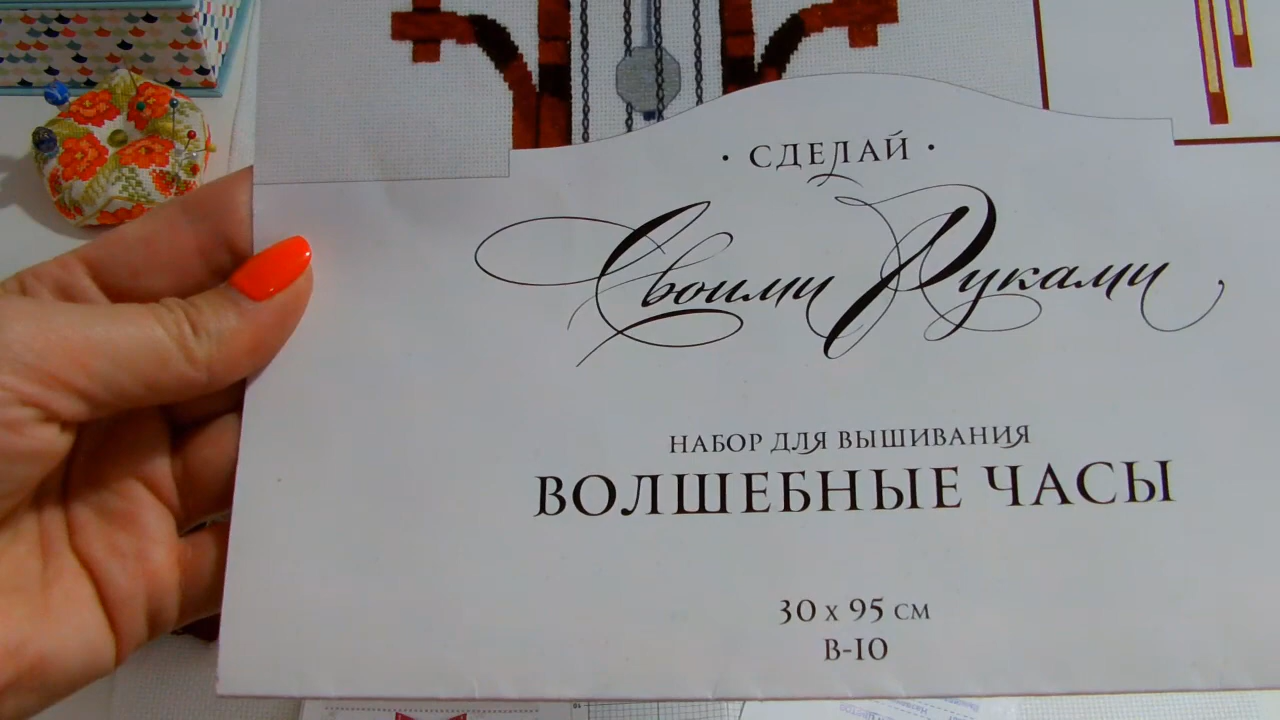 · СДЕЛАЙ ·
Своими Руками
НАБОР ДЛЯ ВЫШИВАНИЯ
ВОЛШЕБНЫЕ ЧАСЫ
30 х 95 см
В-10